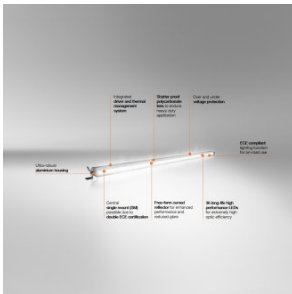 Integrated
driver and thermal
management
system
Shatter proof
polycarbonate
lens to enable
heavy duty
application
Over and under
voltage protection
ECE compliant
lighting function
for on-road use
Ultra-robust
aluminium housing
Central
single mount (SM)
possible due to
double ECE certification
Free-form curved
reflector for enhanced
performance and
reduced glare
long life high
performance LEDs
for extremely high
optic efficiency